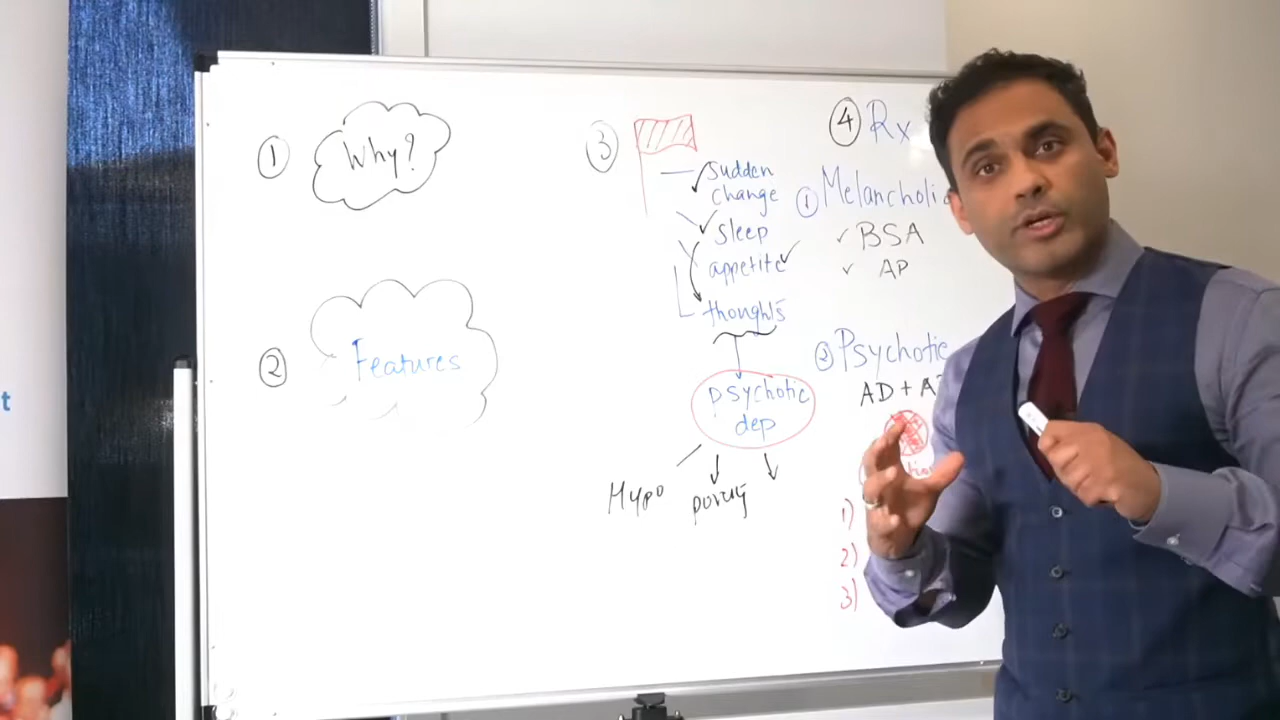 1
Why?
2
Features
3
sudden
change
sleep
appetite
thoughts
psychotic
dep
Hypo
poverty
4 Rx
1 Melancholi
BSA
AP
2 Psychotic
AD + A
1)
2)
3)
t